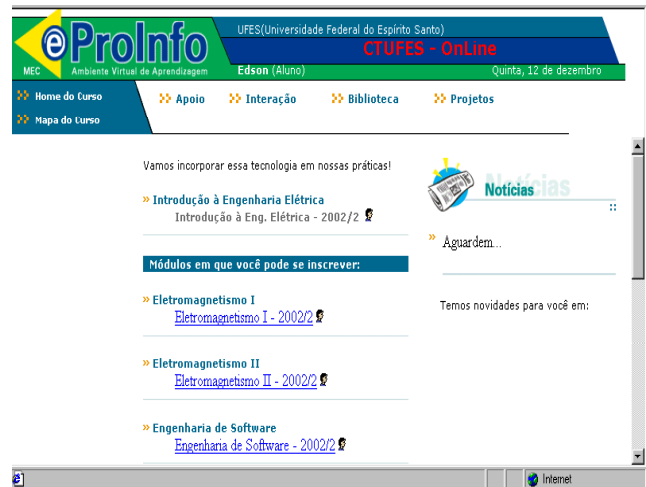 UFES(Universidade Federal do Espírito Santo)
eProInfo
CTUFES - OnLine
MEC Ambiente Virtual de Aprendizagem
Edson (Aluno)
Quinta, 12 de dezembro
Home do Curso
Mapa do Curso
Apoio
Interação
Biblioteca
Projetos
Vamos incorporar essa tecnologia em nossas práticas!
Introdução à Engenharia Elétrica
Introdução à Eng. Elétrica - 2002/2
Módulos em que você pode se inscrever:
Eletromagnetismo I
Eletromagnetismo I - 2002/2
Eletromagnetismo II
Eletromagnetismo II - 2002/2
Engenharia de Software
Engenharia de Software - 2002/2
Notícias
Notícias
Aguardem...
Temos novidades para você em:
Internet